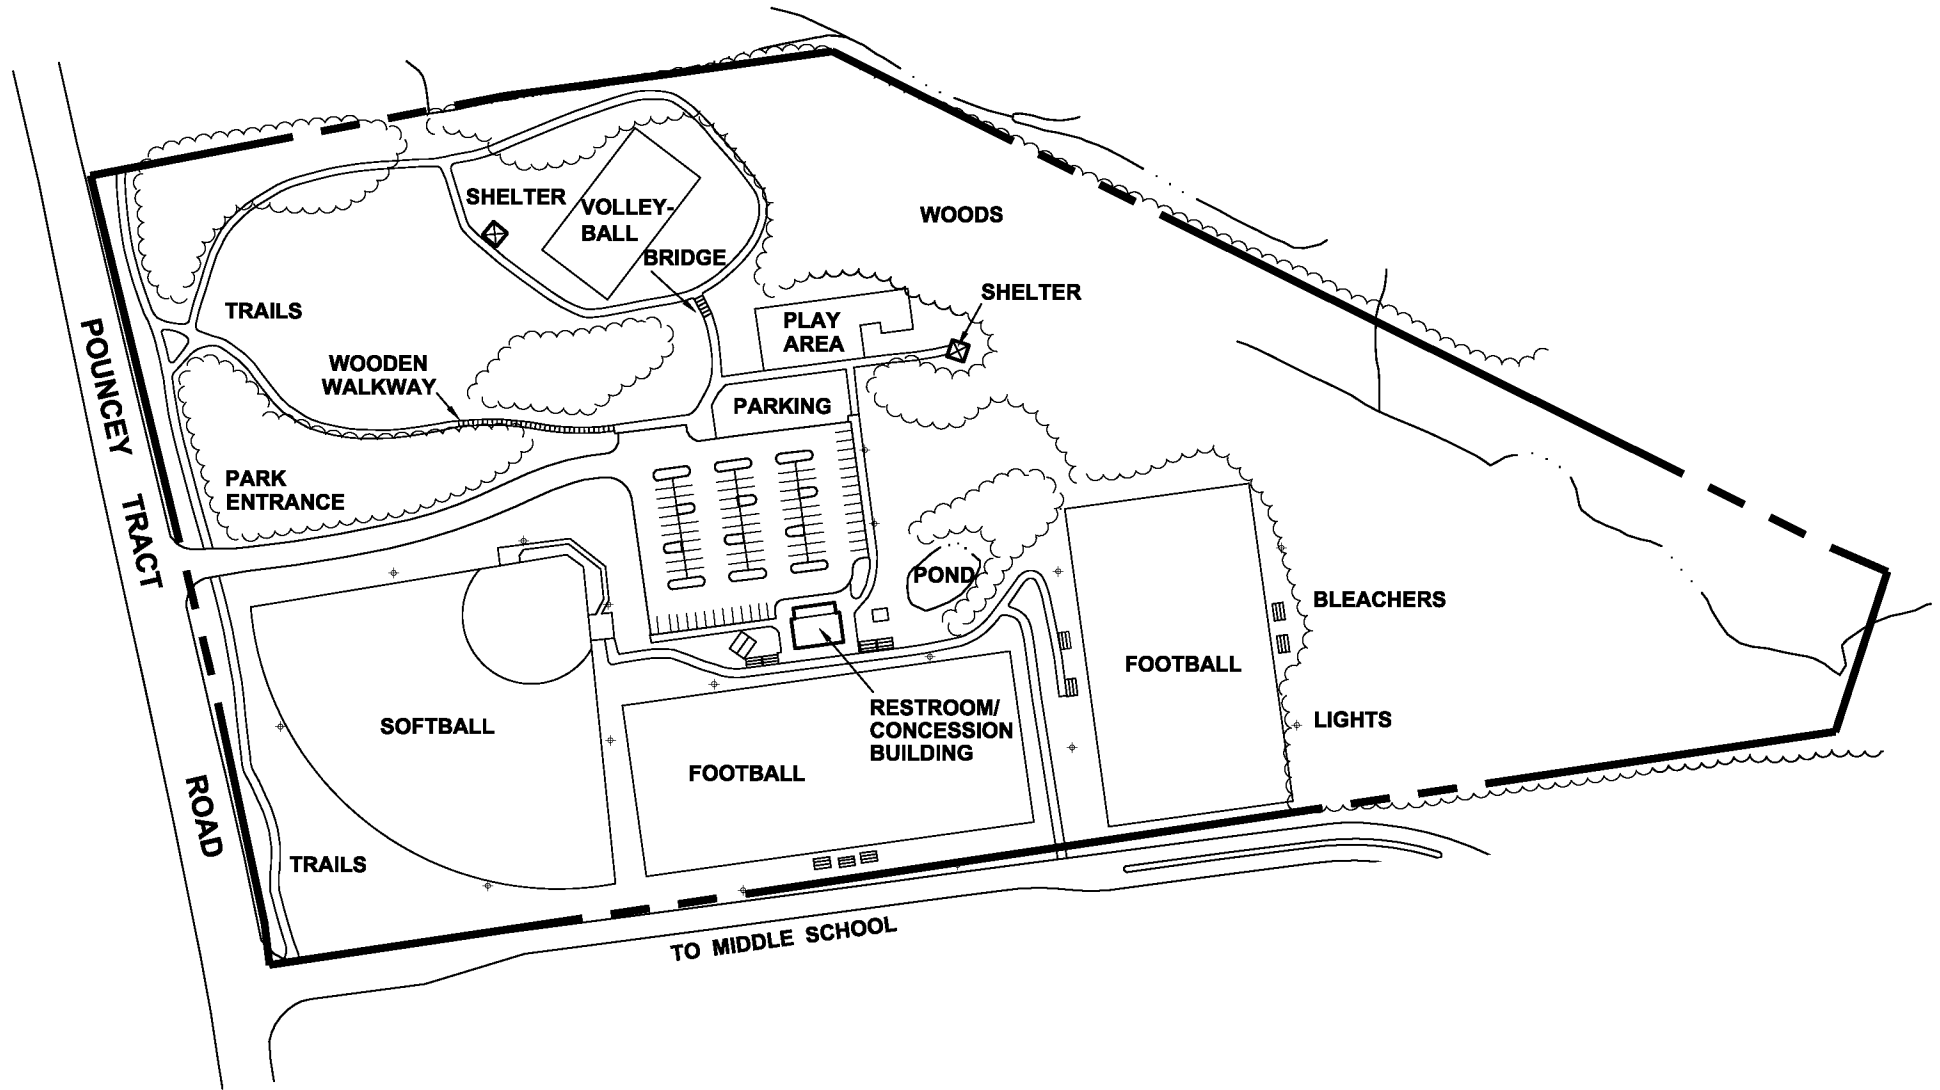 SHELTER
VOLLEY-
BALL
BRIDGE
WOODS
SHELTER
TRAILS
PLAY
AREA
WOODEN
WALKWAY
PARKING
PARK
ENTRANCE
POUNCEY TRACT ROAD
POND
BLEACHERS
FOOTBALL
SOFTBALL
RESTROOM/
CONCESSION
BUILDING
LIGHTS
FOOTBALL
TRAILS
TO MIDDLE SCHOOL